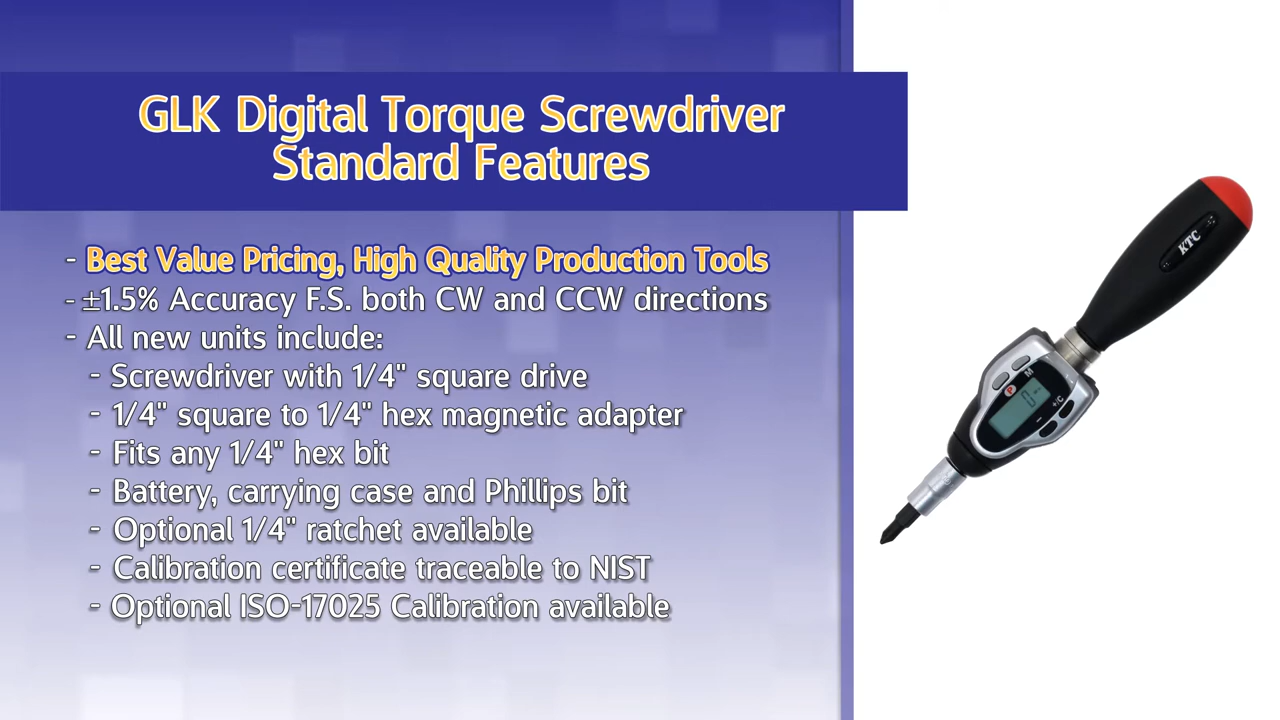 GLK Digital Torque Screwdriver
Standard Features
- Best Value Pricing, High Quality Production Tools
- ±1.5% Accuracy F.S. both CW and CCW directions
- All new units include:
- Screwdriver with 1/4" square drive
- 1/4" square to 1/4" hex magnetic adapter
- Fits any 1/4" hex bit
- Battery, carrying case and Phillips bit
- Optional 1/4" ratchet available
- Calibration certificate traceable to NIST
- Optional ISO-17025 Calibration available
KTC
M
P
+/C
-